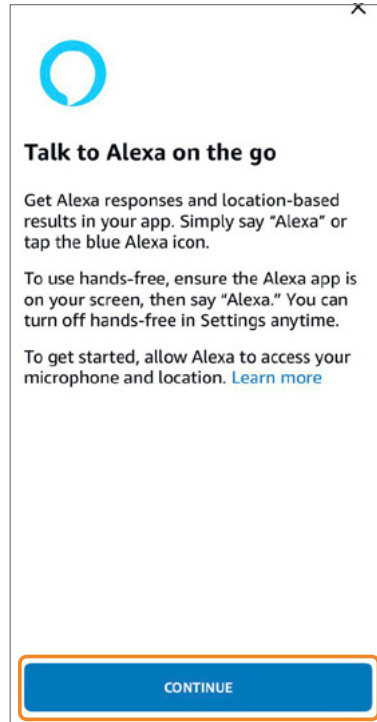 Talk to Alexa on the go
Get Alexa responses and location-based
results in your app. Simply say “Alexa” or
tap the blue Alexa icon.
To use hands-free, ensure the Alexa app is
on your screen, then say “Alexa.” You can
turn off hands-free in Settings anytime.
To get started, allow Alexa to access your
microphone and location. Learn more
CONTINUE